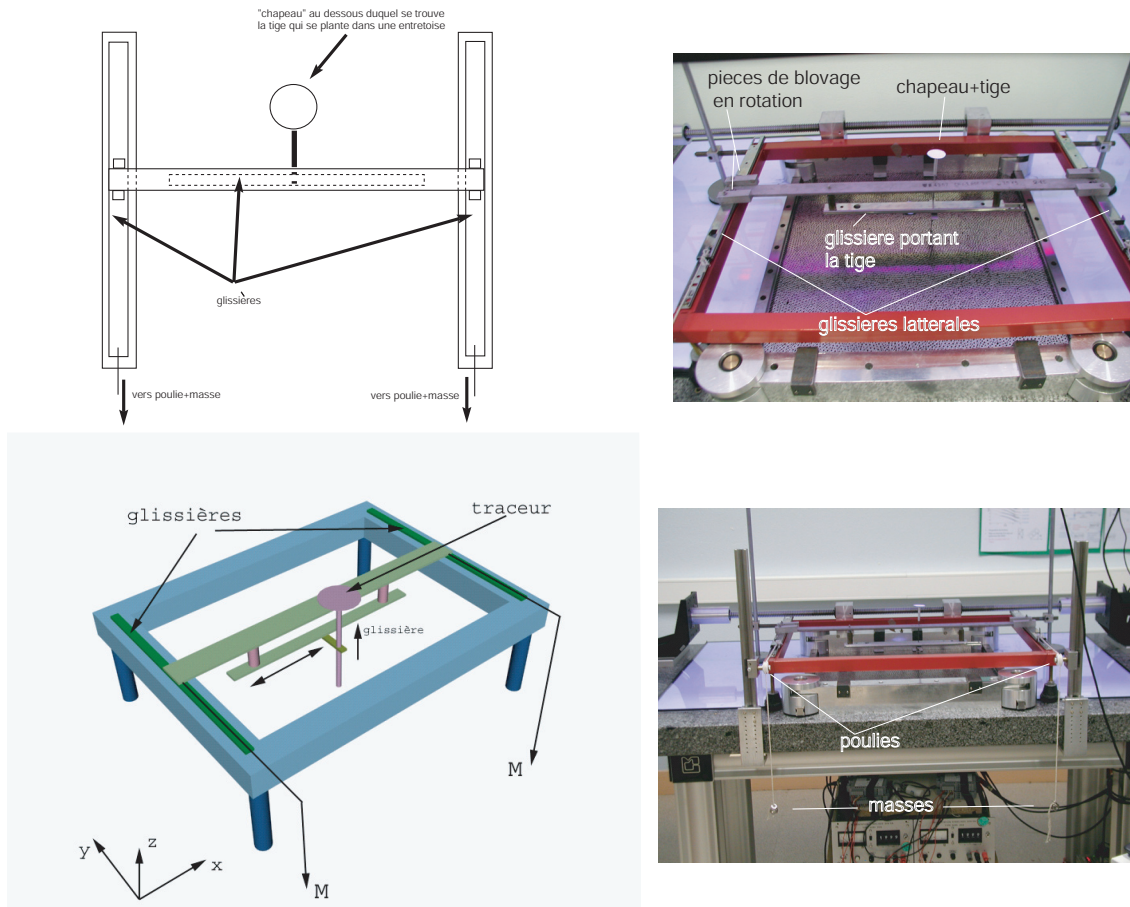 "chapeau" au dessous duquel se trouve
la tige qui se plante dans une entretoise
glissières
vers poulie+masse
vers poulie+masse
pieces de blovage
en rotation
chapeau+tige
glissiere portant
la tige
glissieres latterales
glissières
traceur
glissière
M
M
y
z
x
poulies
masses